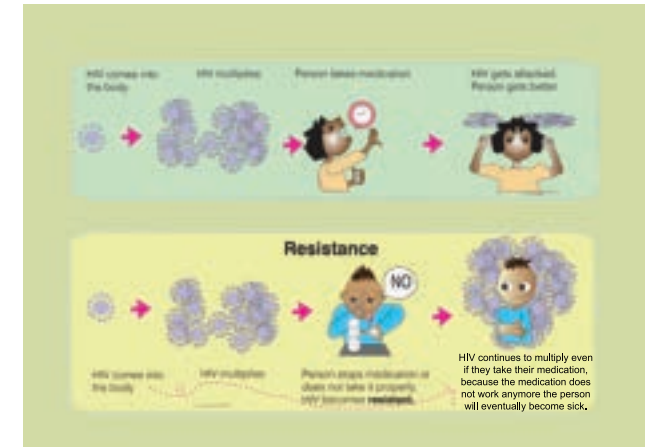 HIV comes into
the body
HIV multiplies
Person takes medication
HIV gets attacked.
Person gets better
Resistance
NO
HIV comes into
the body
HIV multiplies
Person stops medication or
does not take it properly.
HIV becomes resistant.
HIV continues to multiply even
if they take their medication,
because the medication does
not work anymore the person
will eventually become sick.